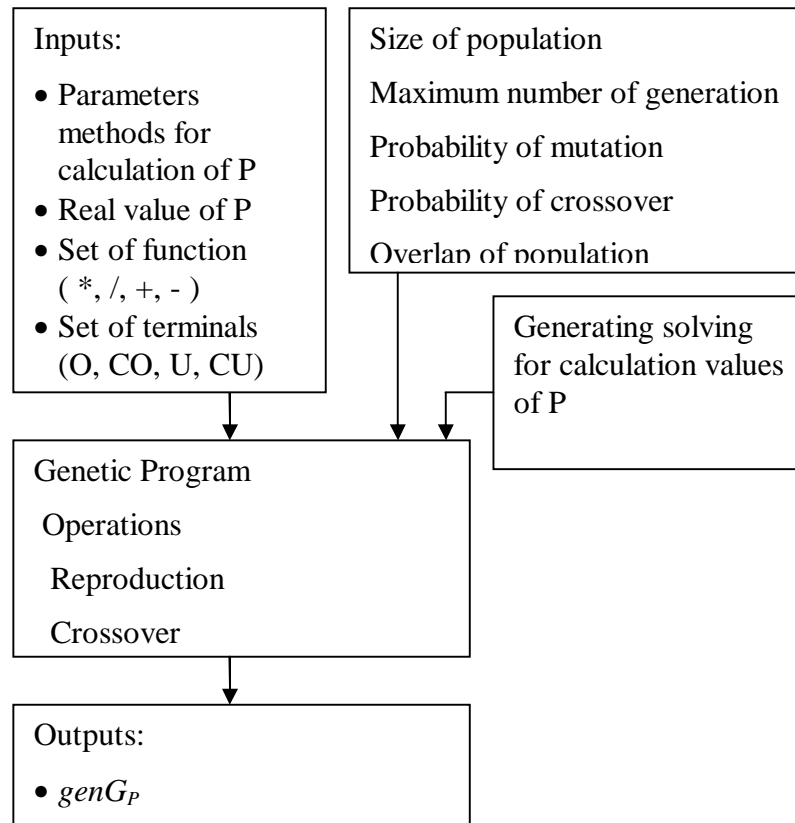 Inputs:
• Parameters
methods for
calculation of P
• Real value of P
• Set of function
( *, /, +, - )
• Set of terminals
(O, CO, U, CU)
Size of population
Maximum number of generation
Probability of mutation
Probability of crossover
Overlap of population
Generating solving
for calculation values
of P
Genetic Program
Operations
Reproduction
Crossover
Outputs:
• genGP